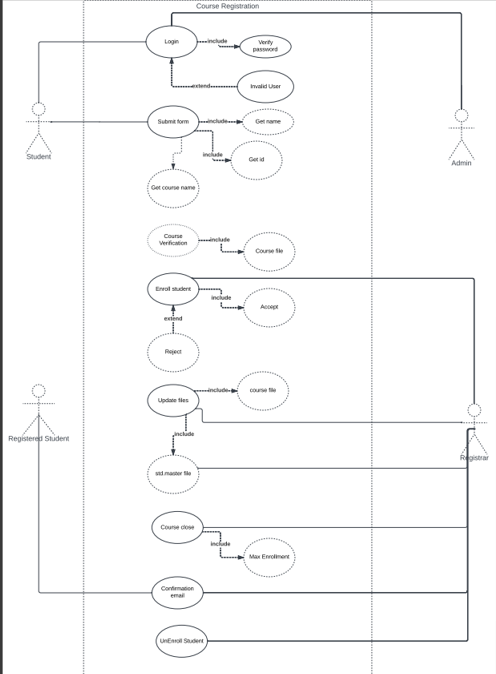 Course Registration
Login
include
Verify
password
extend
Invalid User
Student
Submit form
include
Get name
include
Get id
Get course name
Admin
Course
Verification
include
Course file
Enroll student
include
Accept
extend
Reject
Update files
include
course file
include
std.master file
Registered Student
Registrar
Course close
include
Max Enrollment
Confirmation
email
UnEnroll Student